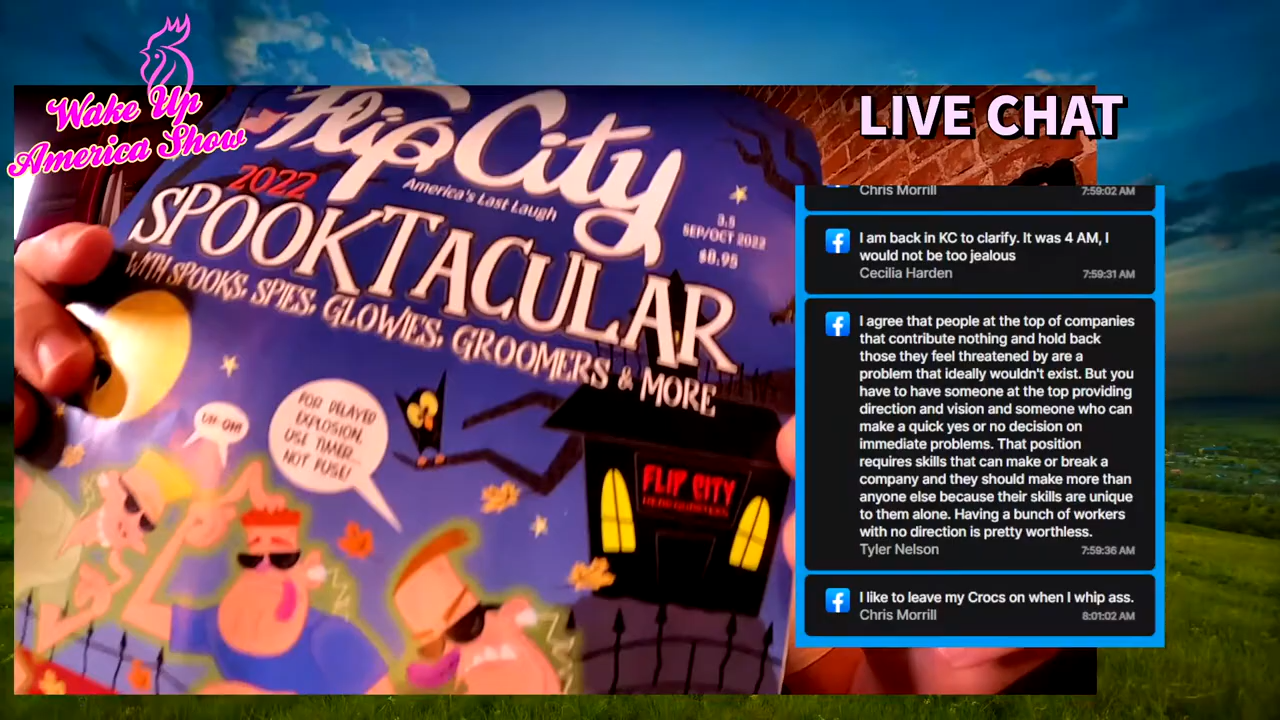 Wake Up
America Show
Flip City
America's Last Laugh
2022
3.5
SEP/OCT 2022
$8.95
SPOOKTACULAR
WITH SPOOKS, SPIES, GLOWIES, GROOMERS & MORE
UH-OH!
FOR DELAYED
EXPLOSION,
USE TIMER...
NOT FUSE!
FLIP CITY
LIVE CHAT
Chris Morrill
7:59:02 AM
I am back in KC to clarify. It was 4 AM, I
would not be too jealous
Cecilia Harden
7:59:31 AM
I agree that people at the top of companies
that contribute nothing and hold back
those they feel threatened by are a
problem that ideally wouldn't exist. But you
have to have someone at the top providing
direction and vision and someone who can
make a quick yes or no decision on
immediate problems. That position
requires skills that can make or break a
company and they should make more than
anyone else because their skills are unique
to them alone. Having a bunch of workers
with no direction is pretty worthless.
Tyler Nelson
7:59:36 AM
I like to leave my Crocs on when I whip ass.
Chris Morrill
8:01:02 AM